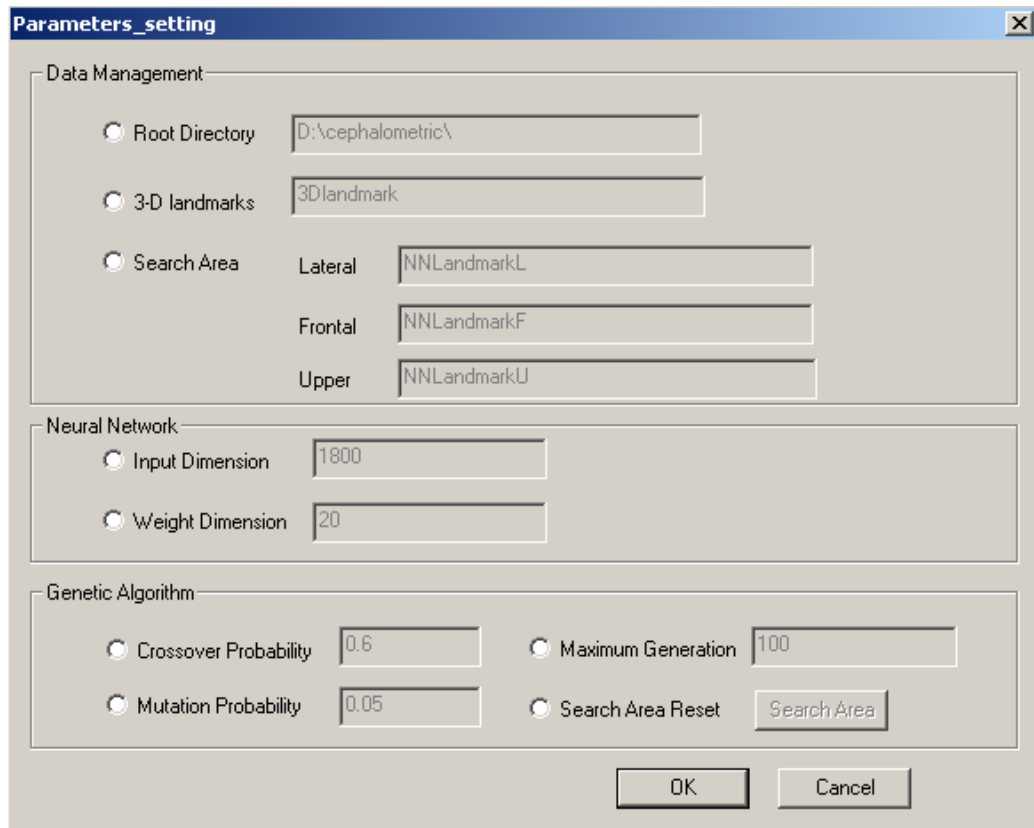 Parameters_setting
Data Management
Root Directory D:\cephalometric\
3-D landmarks 3Dlandmark
Search Area Lateral NNLandmarkL
Frontal NNLandmarkF
Upper NNLandmarkU
Neural Network
Input Dimension 1800
Weight Dimension 20
Genetic Algorithm
Crossover Probability 0.6 Maximum Generation 100
Mutation Probability 0.05 Search Area Reset Search Area
OK Cancel